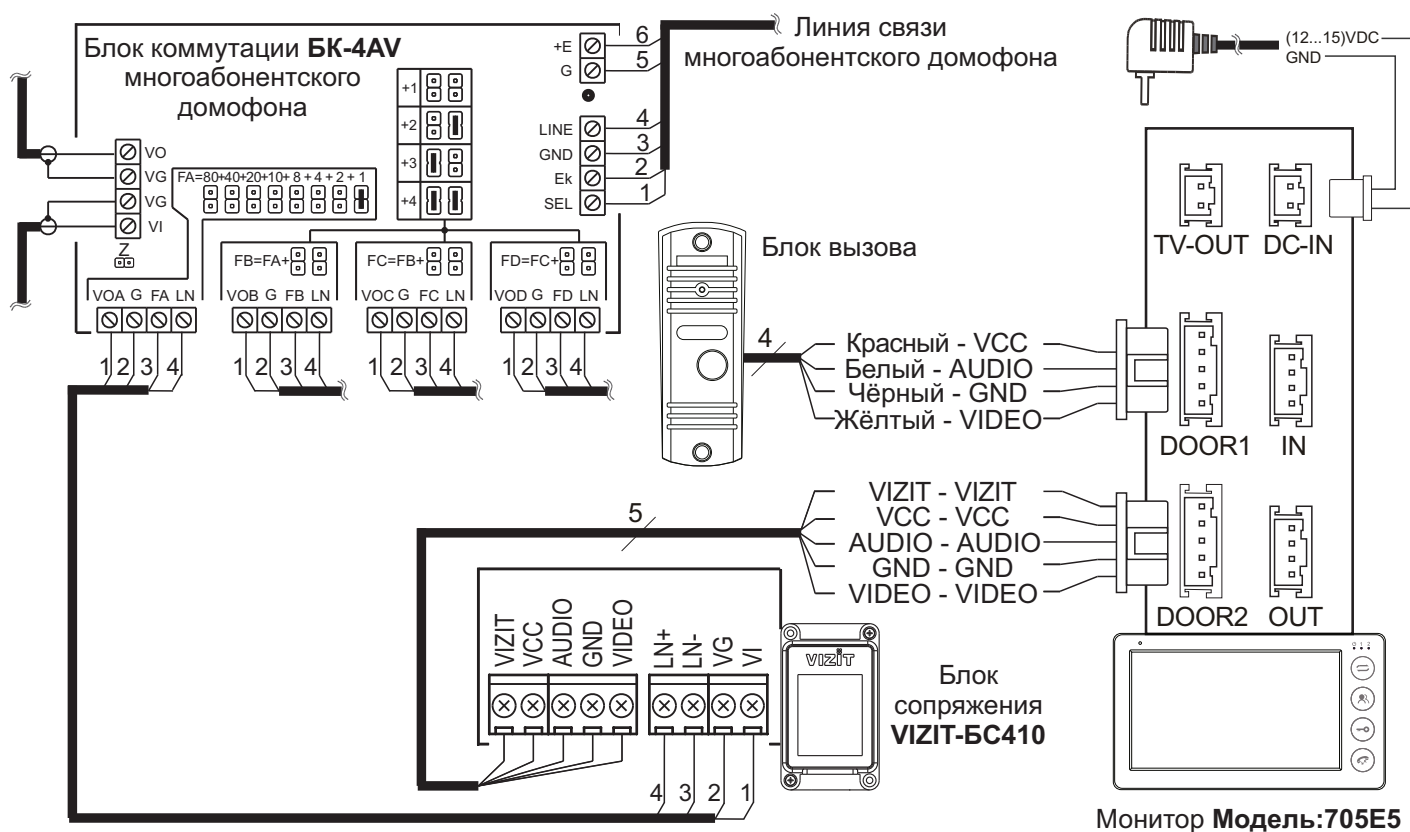 Блок коммутации БК-4AV
многоабонентского
домофона
Линия связи
многоабонентского домофона
(12...15)VDC
GND
+E 6
G 5
LINE 4
GND 3
Ek 2
SEL 1
+1
+2
+3
+4
VO
VG
VG
VI
Z
FA=80+40+20+10+ 8 + 4 + 2 + 1
FB=FA+
FC=FB+
FD=FC+
VOA G FA LN
VOB G FB LN
VOC G FC LN
VOD G FD LN
1 2 3 4
1 2 3 4
1 2 3 4
1 2 3 4
Блок вызова
4
Красный - VCC
Белый - AUDIO
Чёрный - GND
Жёлтый - VIDEO
TV-OUT DC-IN
DOOR1 IN
DOOR2 OUT
5
VIZIT - VIZIT
VCC - VCC
AUDIO - AUDIO
GND - GND
VIDEO - VIDEO
VIZIT
VCC
AUDIO
GND
VIDEO
LN+
LN-
VG
VI
4 3 2 1
VIZIT
Блок
сопряжения
VIZIT-БС410
Монитор Модель:705E5